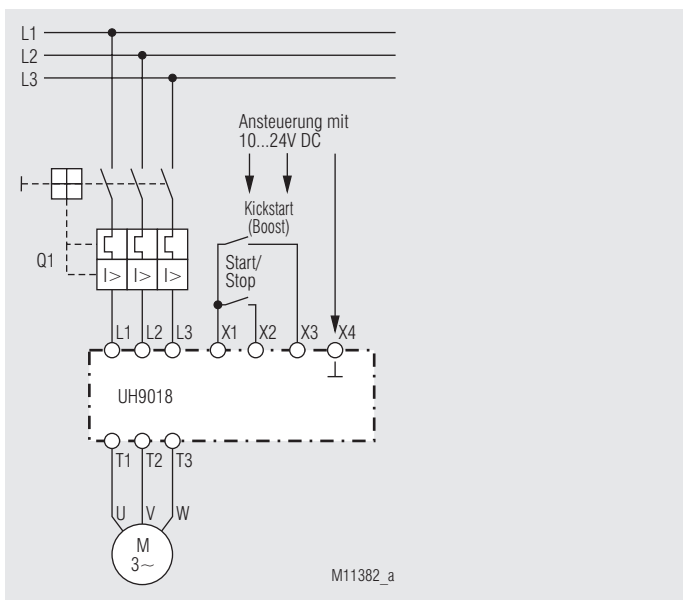 L1
L2
L3
Ansteuerung mit
10...24V DC
Kickstart
(Boost)
Q1
Start/
Stop
I> I> I>
L1 L2 L3 X1 X2 X3 X4
UH9018
T1 T2 T3
U V W
M
3~
M11382_a